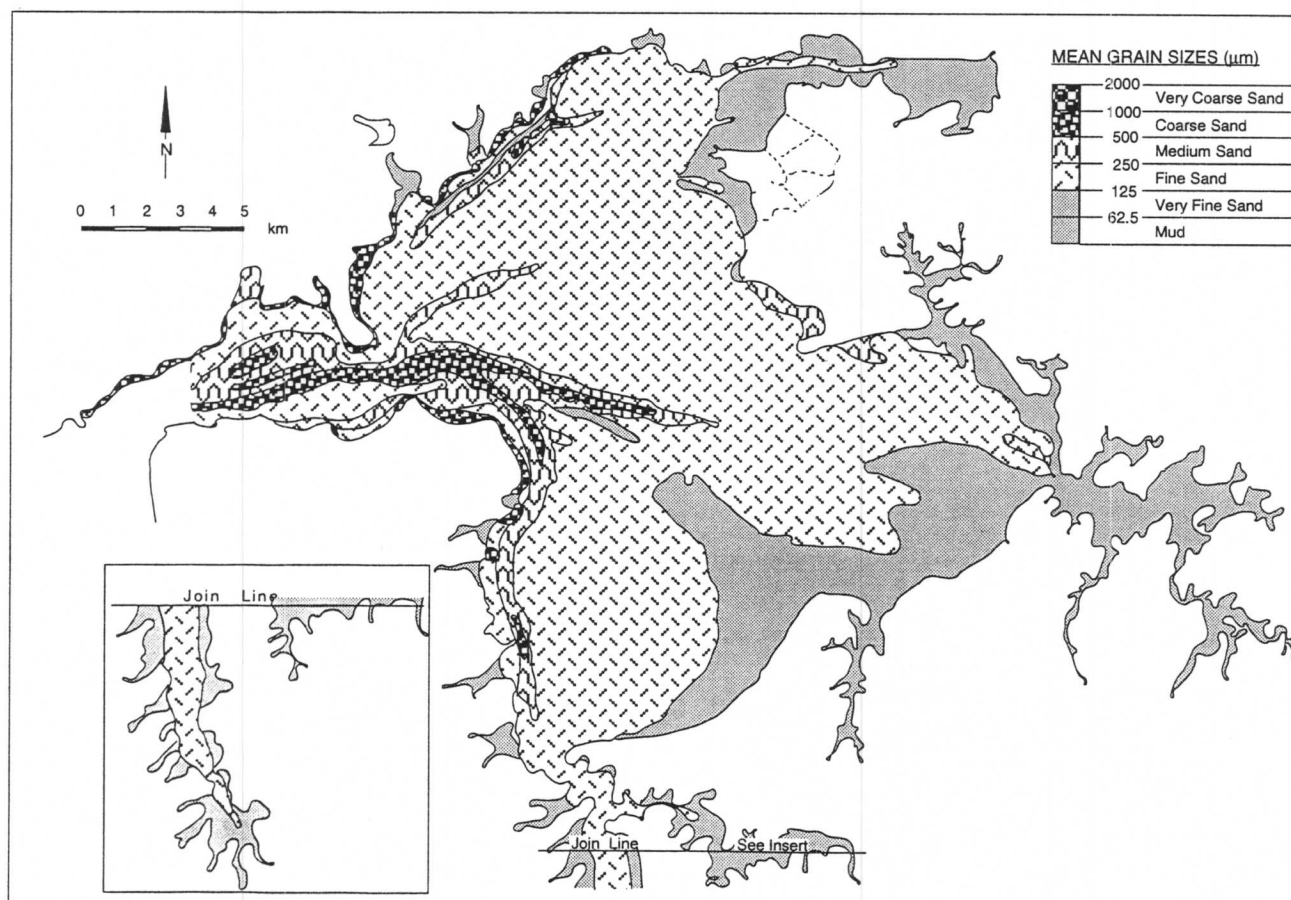 MEAN GRAIN SIZES (µm)
2000
Very Coarse Sand
1000
Coarse Sand
500
Medium Sand
250
Fine Sand
125
Very Fine Sand
62.5
Mud
N
0 1 2 3 4 5 km
Join Line
Join Line See Insert